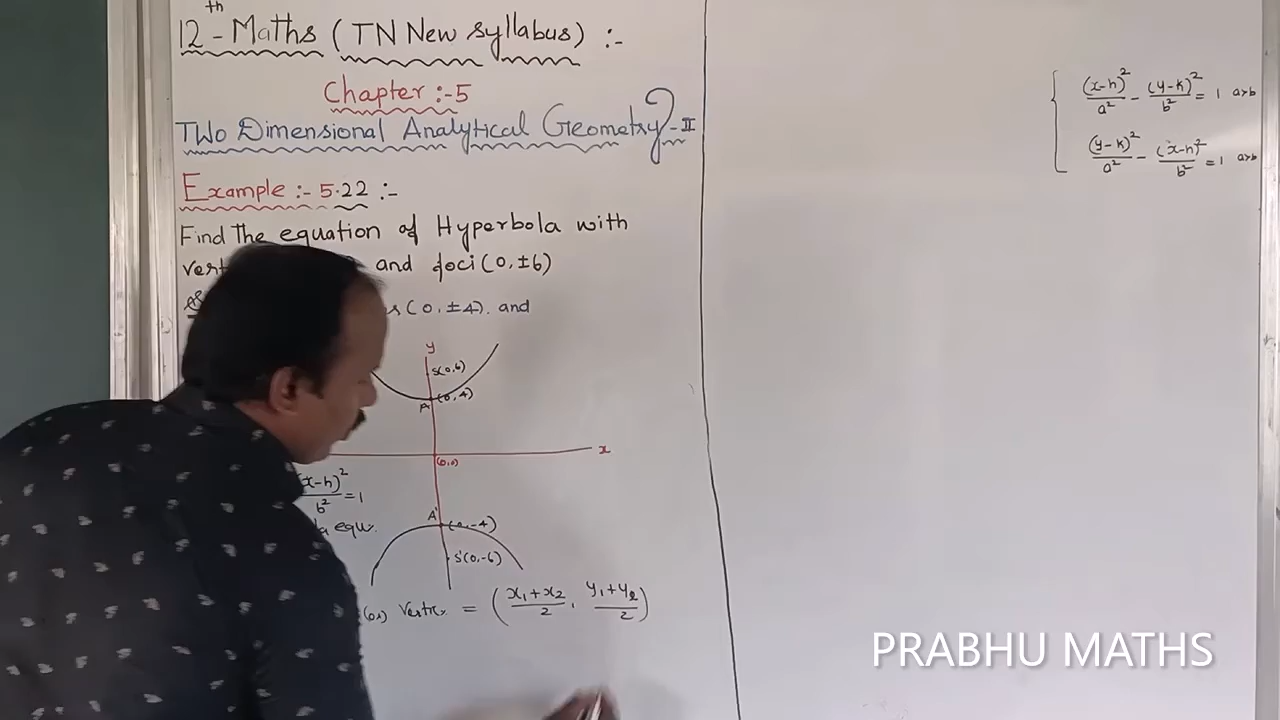 12th - Maths (TN New Syllabus) :-
Chapter :- 5
Two Dimensional Analytical Geometry - II
Example :- 5.22 :-
Find The equation of Hyperbola with
and foci (0, ±6)
(0, ±4). and
y
S(0,6)
A (0,4)
x
(0,0)
(x-h)²/b² = 1
equ.
A' (0,-4)
S'(0,-6)
(or) Vertex = ((x₁+x₂)/2, (y₁+y₂)/2)
(x-h)²/a² - (y-k)²/b² = 1 a>b
(y-k)²/a² - (x-h)²/b² = 1 a>b
PRABHU MATHS